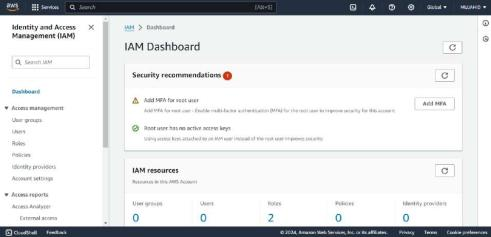 aws
Services
Search
[Alt+S]
Global
MUJAHID
Identity and Access
Management (IAM)
Search IAM
Dashboard
Access management
User groups
Users
Roles
Policies
Identity providers
Account settings
Access reports
Access Analyzer
External access
IAM > Dashboard
IAM Dashboard
Security recommendations 1
Add MFA for root user
Add MFA for root user - Enable multi-factor authentication (MFA) for the root user to improve security for this account.
Add MFA
Root user has no active access keys
Using access keys attached to an IAM user instead of the root user improves security.
IAM resources
Resources in this AWS Account
User groups Users Roles Policies Identity providers
0 0 2 0 0
CloudShell Feedback
© 2024, Amazon Web Services, Inc. or its affiliates. Privacy Terms Cookie preferences